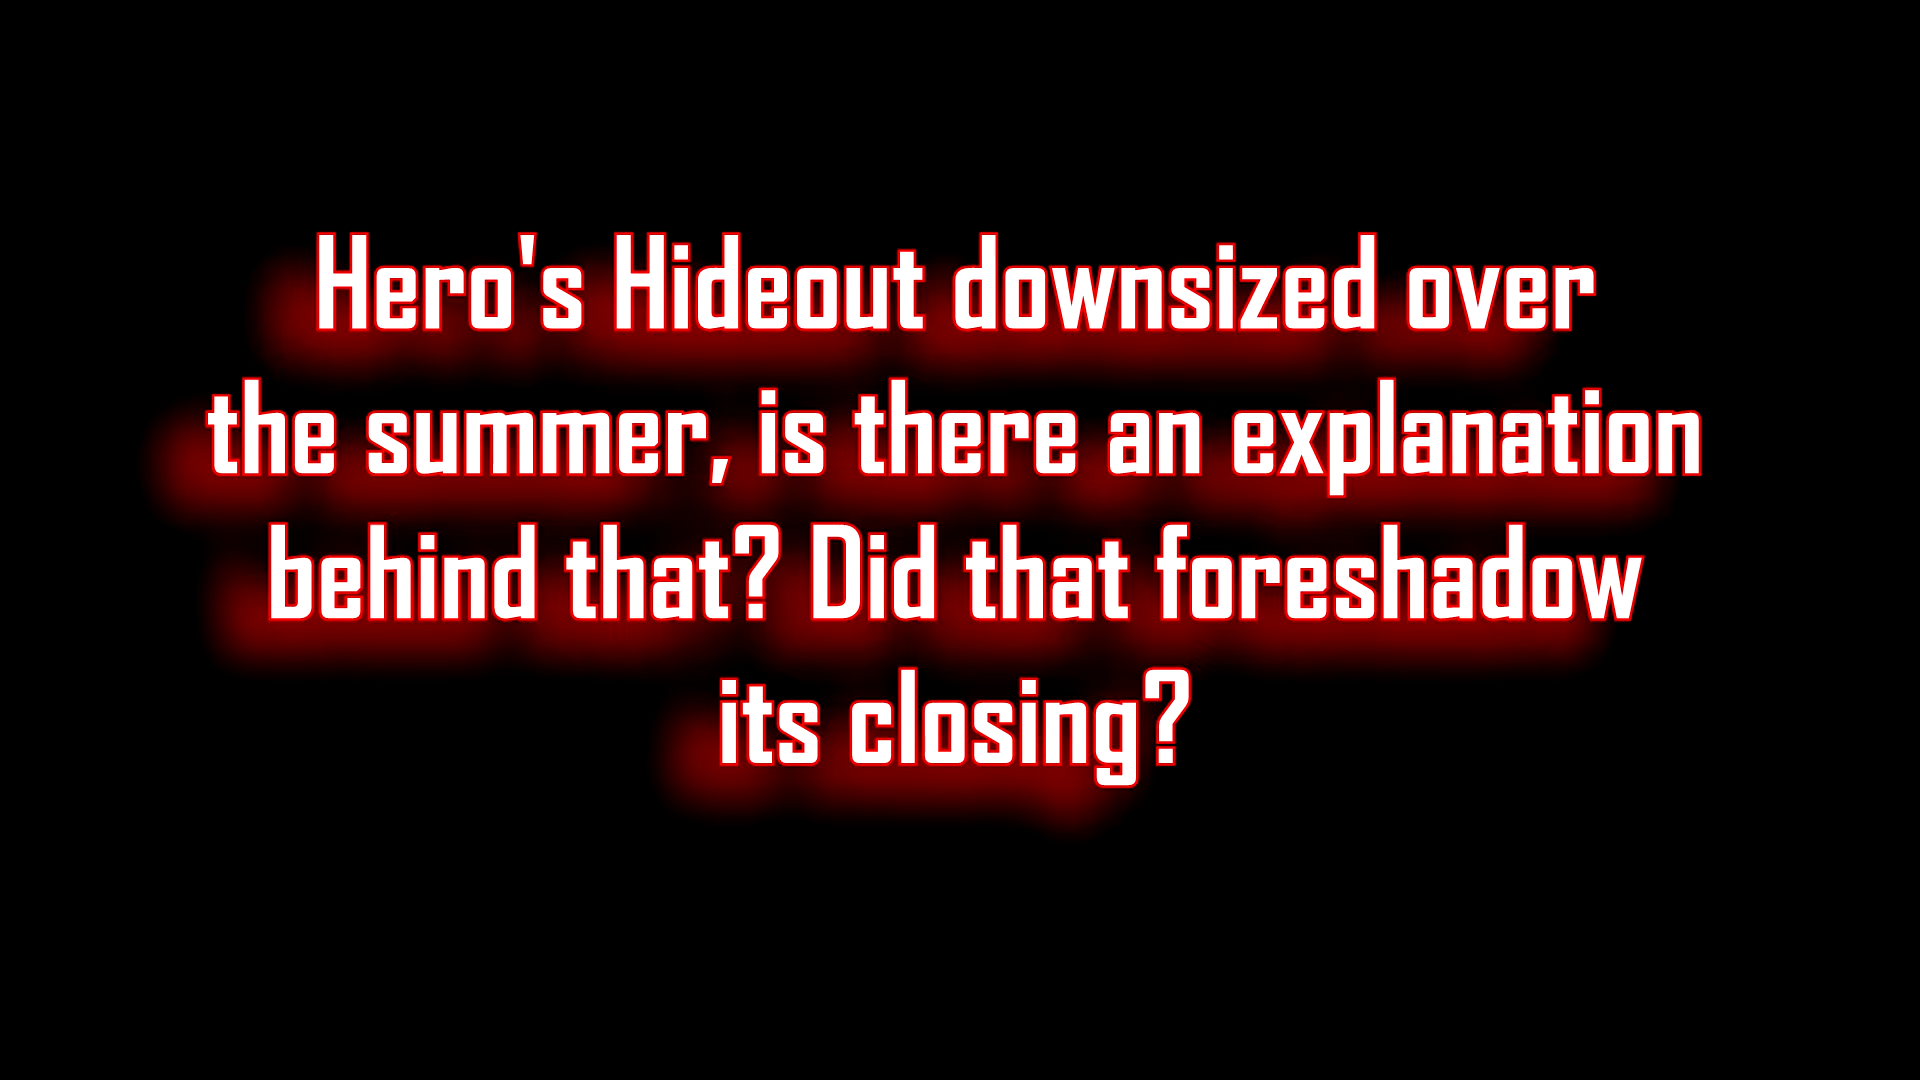 Hero's Hideout downsized over
the summer, is there an explanation
behind that? Did that foreshadow
its closing?